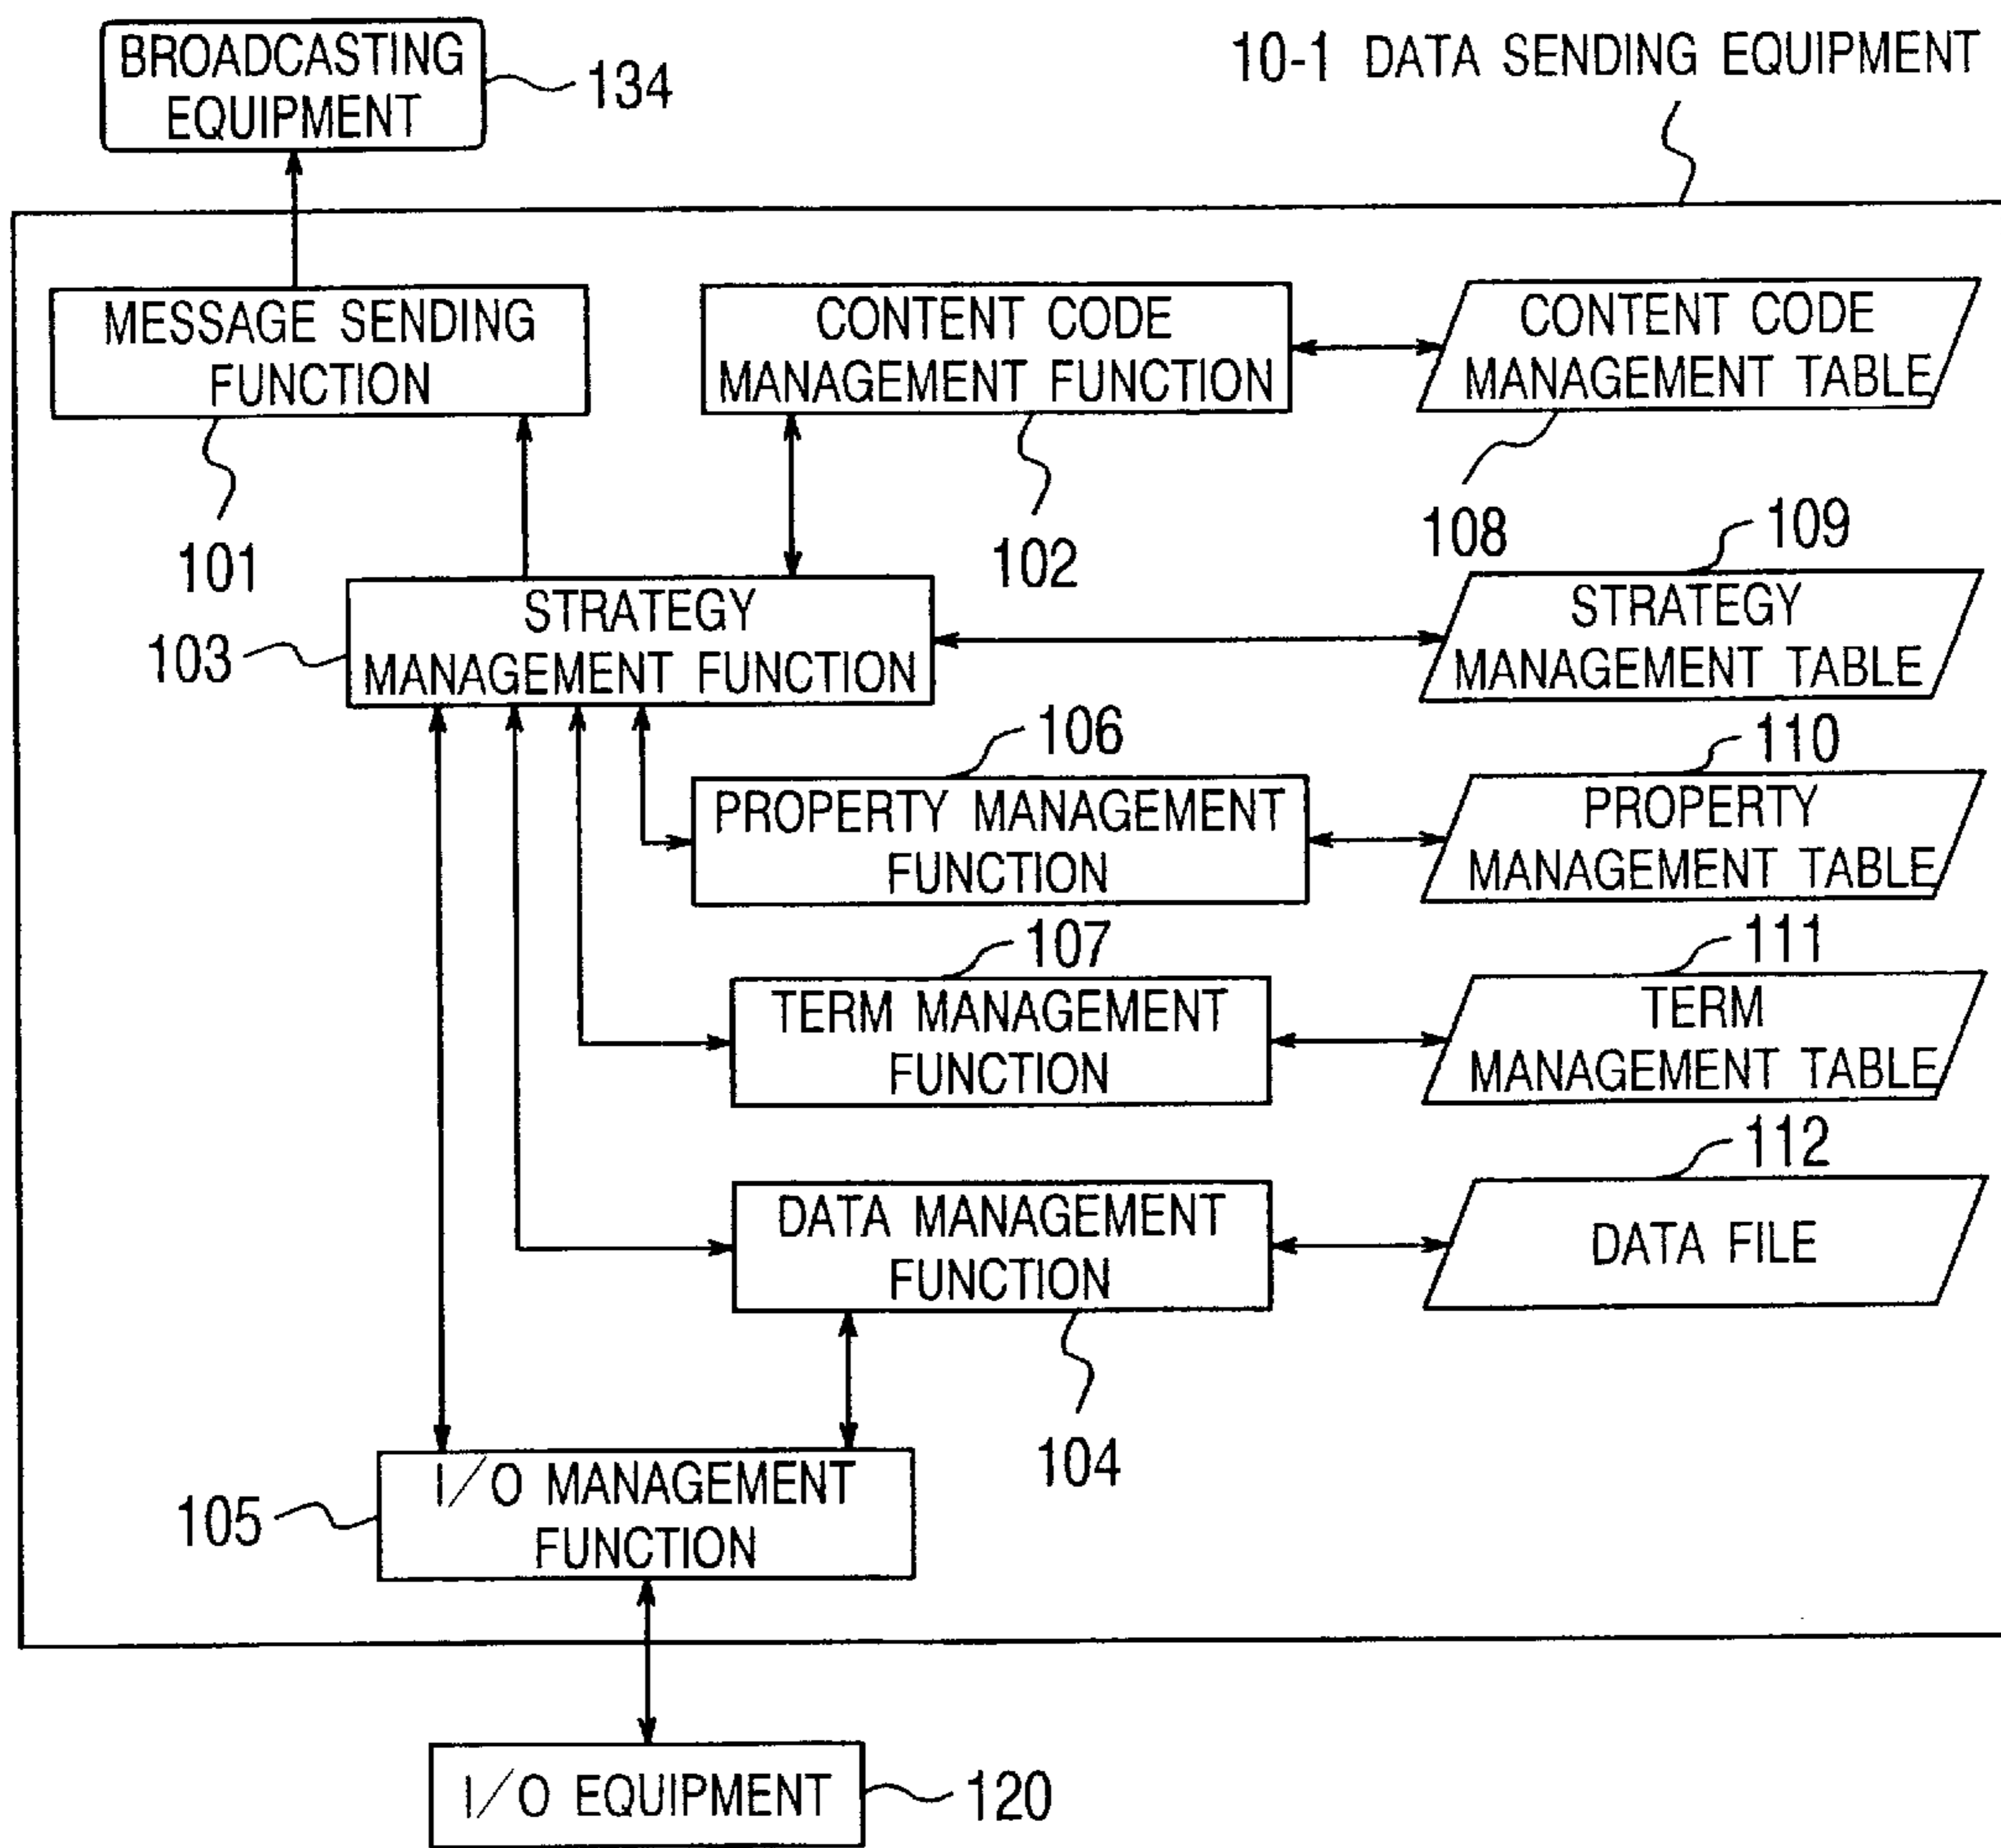 BROADCASTING
EQUIPMENT
134
10-1 DATA SENDING EQUIPMENT
MESSAGE SENDING
FUNCTION
101
CONTENT CODE
MANAGEMENT FUNCTION
102
CONTENT CODE
MANAGEMENT TABLE
108
STRATEGY
MANAGEMENT FUNCTION
103
109
STRATEGY
MANAGEMENT TABLE
106
PROPERTY MANAGEMENT
FUNCTION
110
PROPERTY
MANAGEMENT TABLE
107
TERM MANAGEMENT
FUNCTION
111
TERM
MANAGEMENT TABLE
DATA MANAGEMENT
FUNCTION
104
112
DATA FILE
I/O MANAGEMENT
FUNCTION
105
I/O EQUIPMENT
120